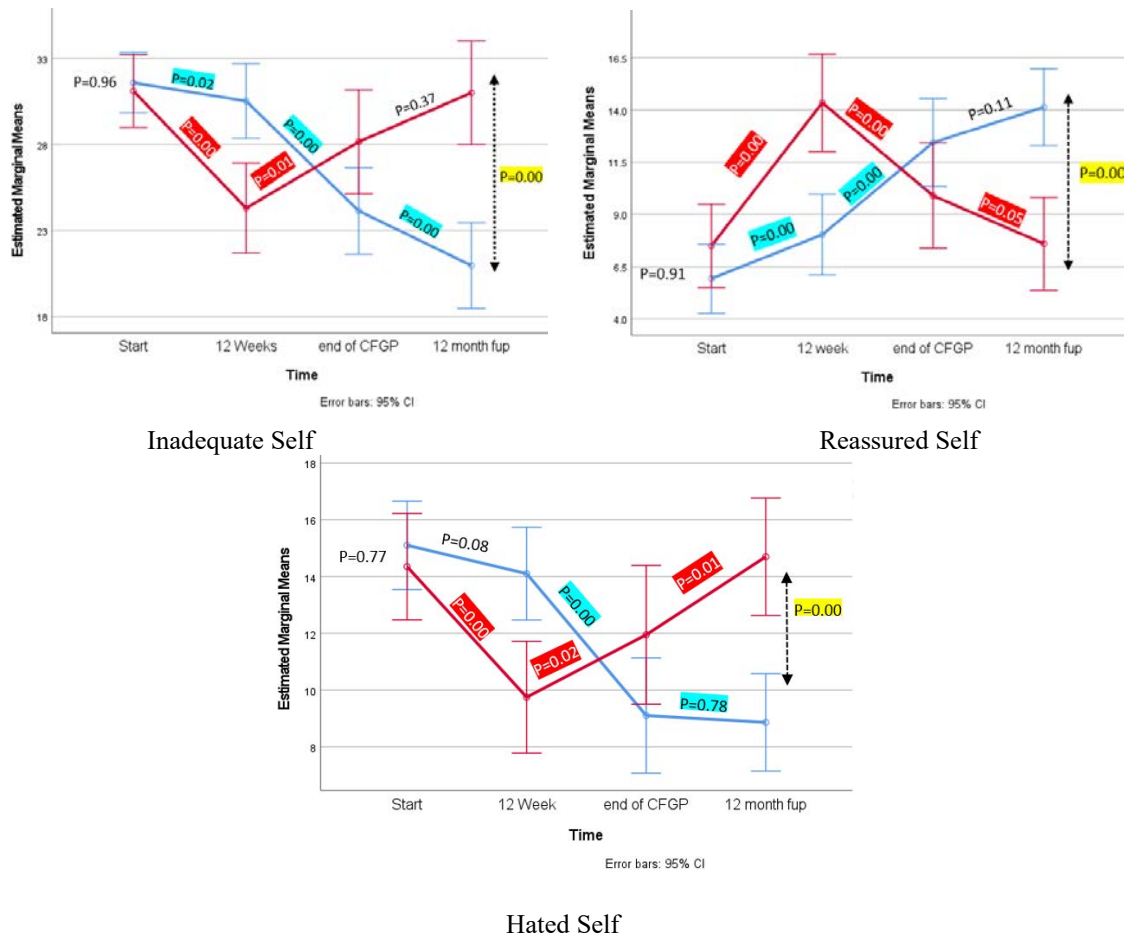 Estimated Marginal Means
33
28
23
18
P=0.96
P=0.02
P=0.00
P=0.00
P=0.01
P=0.37
P=0.00
P=0.00
Start
12 Weeks
end of CFGP
12 month fup
Time
Error bars: 95% CI
Inadequate Self
Estimated Marginal Means
16.5
14.0
11.5
9.0
6.5
4.0
P=0.91
P=0.00
P=0.00
P=0.00
P=0.00
P=0.11
P=0.05
P=0.00
Start
12 week
end of CFGP
12 month fup
Time
Error bars: 95% CI
Reassured Self
Estimated Marginal Means
18
16
14
12
10
8
P=0.77
P=0.08
P=0.00
P=0.00
P=0.02
P=0.01
P=0.78
P=0.00
Start
12 Week
end of CFGP
12 month fup
Time
Error bars: 95% CI
Hated Self